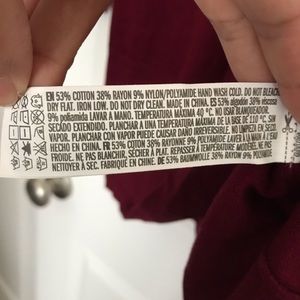 EN 53% COTTON 38% RAYON 9% NYLON/POLYAMIDE HAND WASH COLD. DO NOT BLEACH.
DRY FLAT. IRON LOW. DO NOT DRY CLEAN. MADE IN CHINA. ES 53% algodón 38% viscosa
9% poliamida LAVAR A MANO. TEMPERATURA MÁXIMA 40 °C. NO USAR BLANQUEADOR.
SECADO EXTENDIDO. PLANCHAR A UNA TEMPERATURA MÁXIMA DE LA BASE DE 110 °C SIN
VAPOR. PLANCHAR CON VAPOR PUEDE CAUSAR DAÑO IRREVERSIBLE. NO LIMPIAR EN SECO.
HECHO EN CHINA. FR 53% COTON 38% RAYONNE 9% NYLON/POLYAMIDE LAVER À LA MAIN À
FROIDE. NE PAS BLANCHIR. SÉCHER À PLAT. REPASSER À TEMPÉRATURE MODÉRÉE. NE PAS
NETTOYER À SEC. FABRIQUÉ EN CHINE. DE 53% BAUMWOLLE 38% RAYON 9% POLYAMID